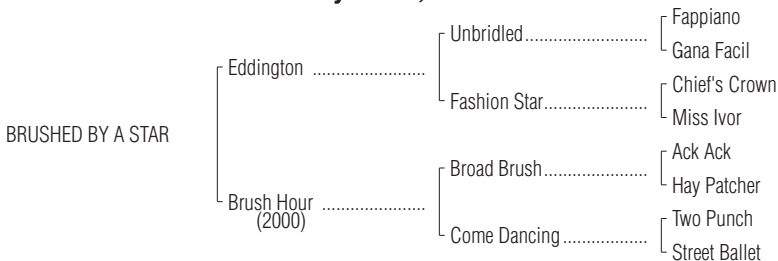 Fappiano
Unbridled..............................
Gana Facil
Eddington ...........................
Chief's Crown
Fashion Star.........................
Miss Ivor
BRUSHED BY A STAR
Ack Ack
Broad Brush.........................
Hay Patcher
Brush Hour .........................
(2000)
Two Punch
Come Dancing....................
Street Ballet